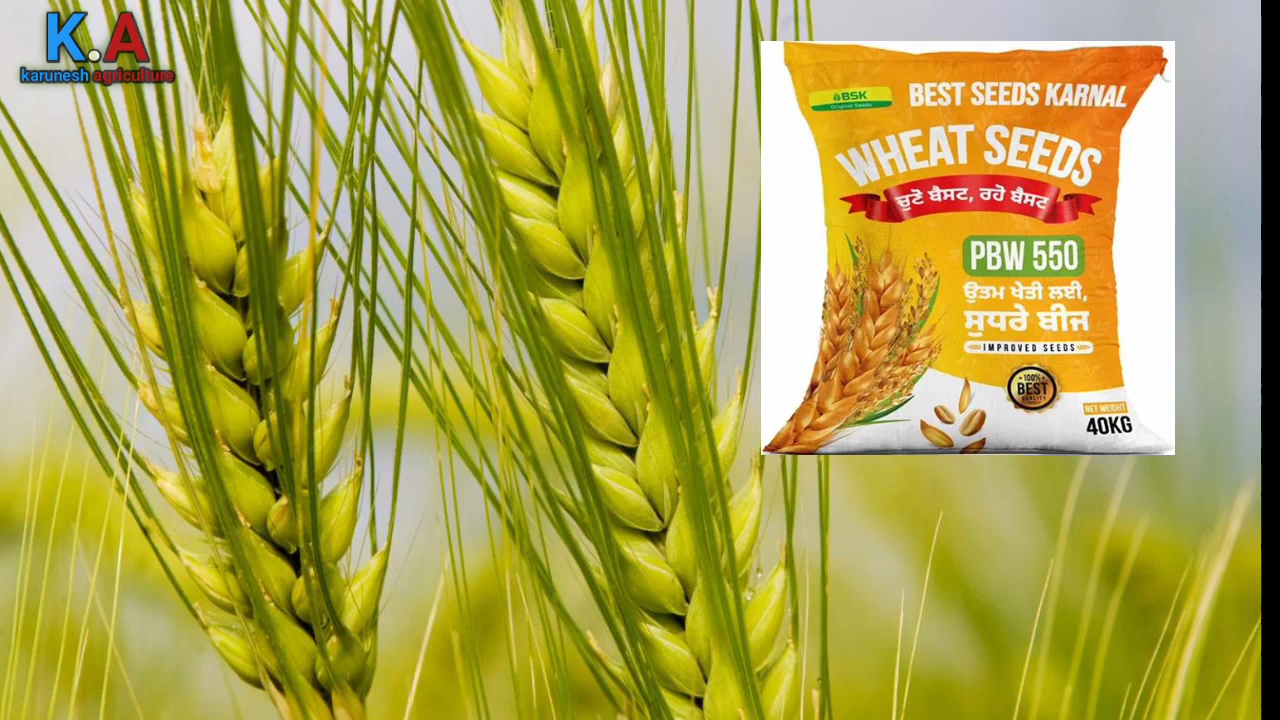 K.A
karunesh agriculture
BSK
Original Seeds
BEST SEEDS KARNAL
WHEAT SEEDS
ਚੁਣੋ ਬੈਸਟ, ਰਹੋ ਬੈਸਟ
PBW 550
ਉਤਮ ਖੇਤੀ ਲਈ,
ਸੁਧਰੇ ਬੀਜ
IMPROVED SEEDS
100%
BEST
QUALITY
NET WEIGHT
40KG